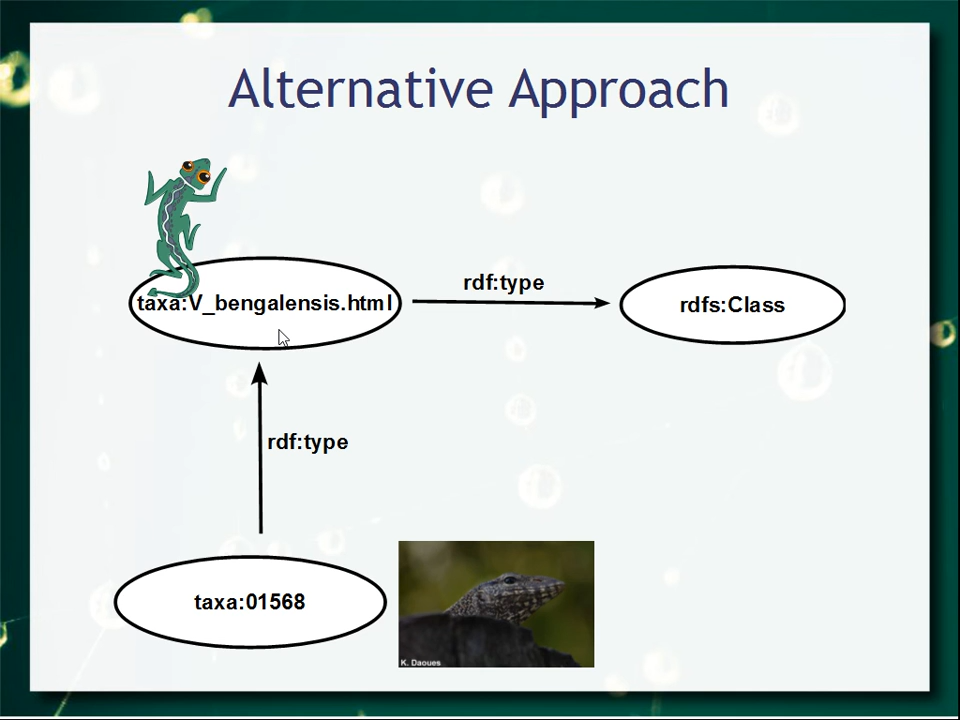 Alternative Approach
rdf:type
taxa:V_bengalensis.html
rdfs:Class
rdf:type
taxa:01568
K. Daoues